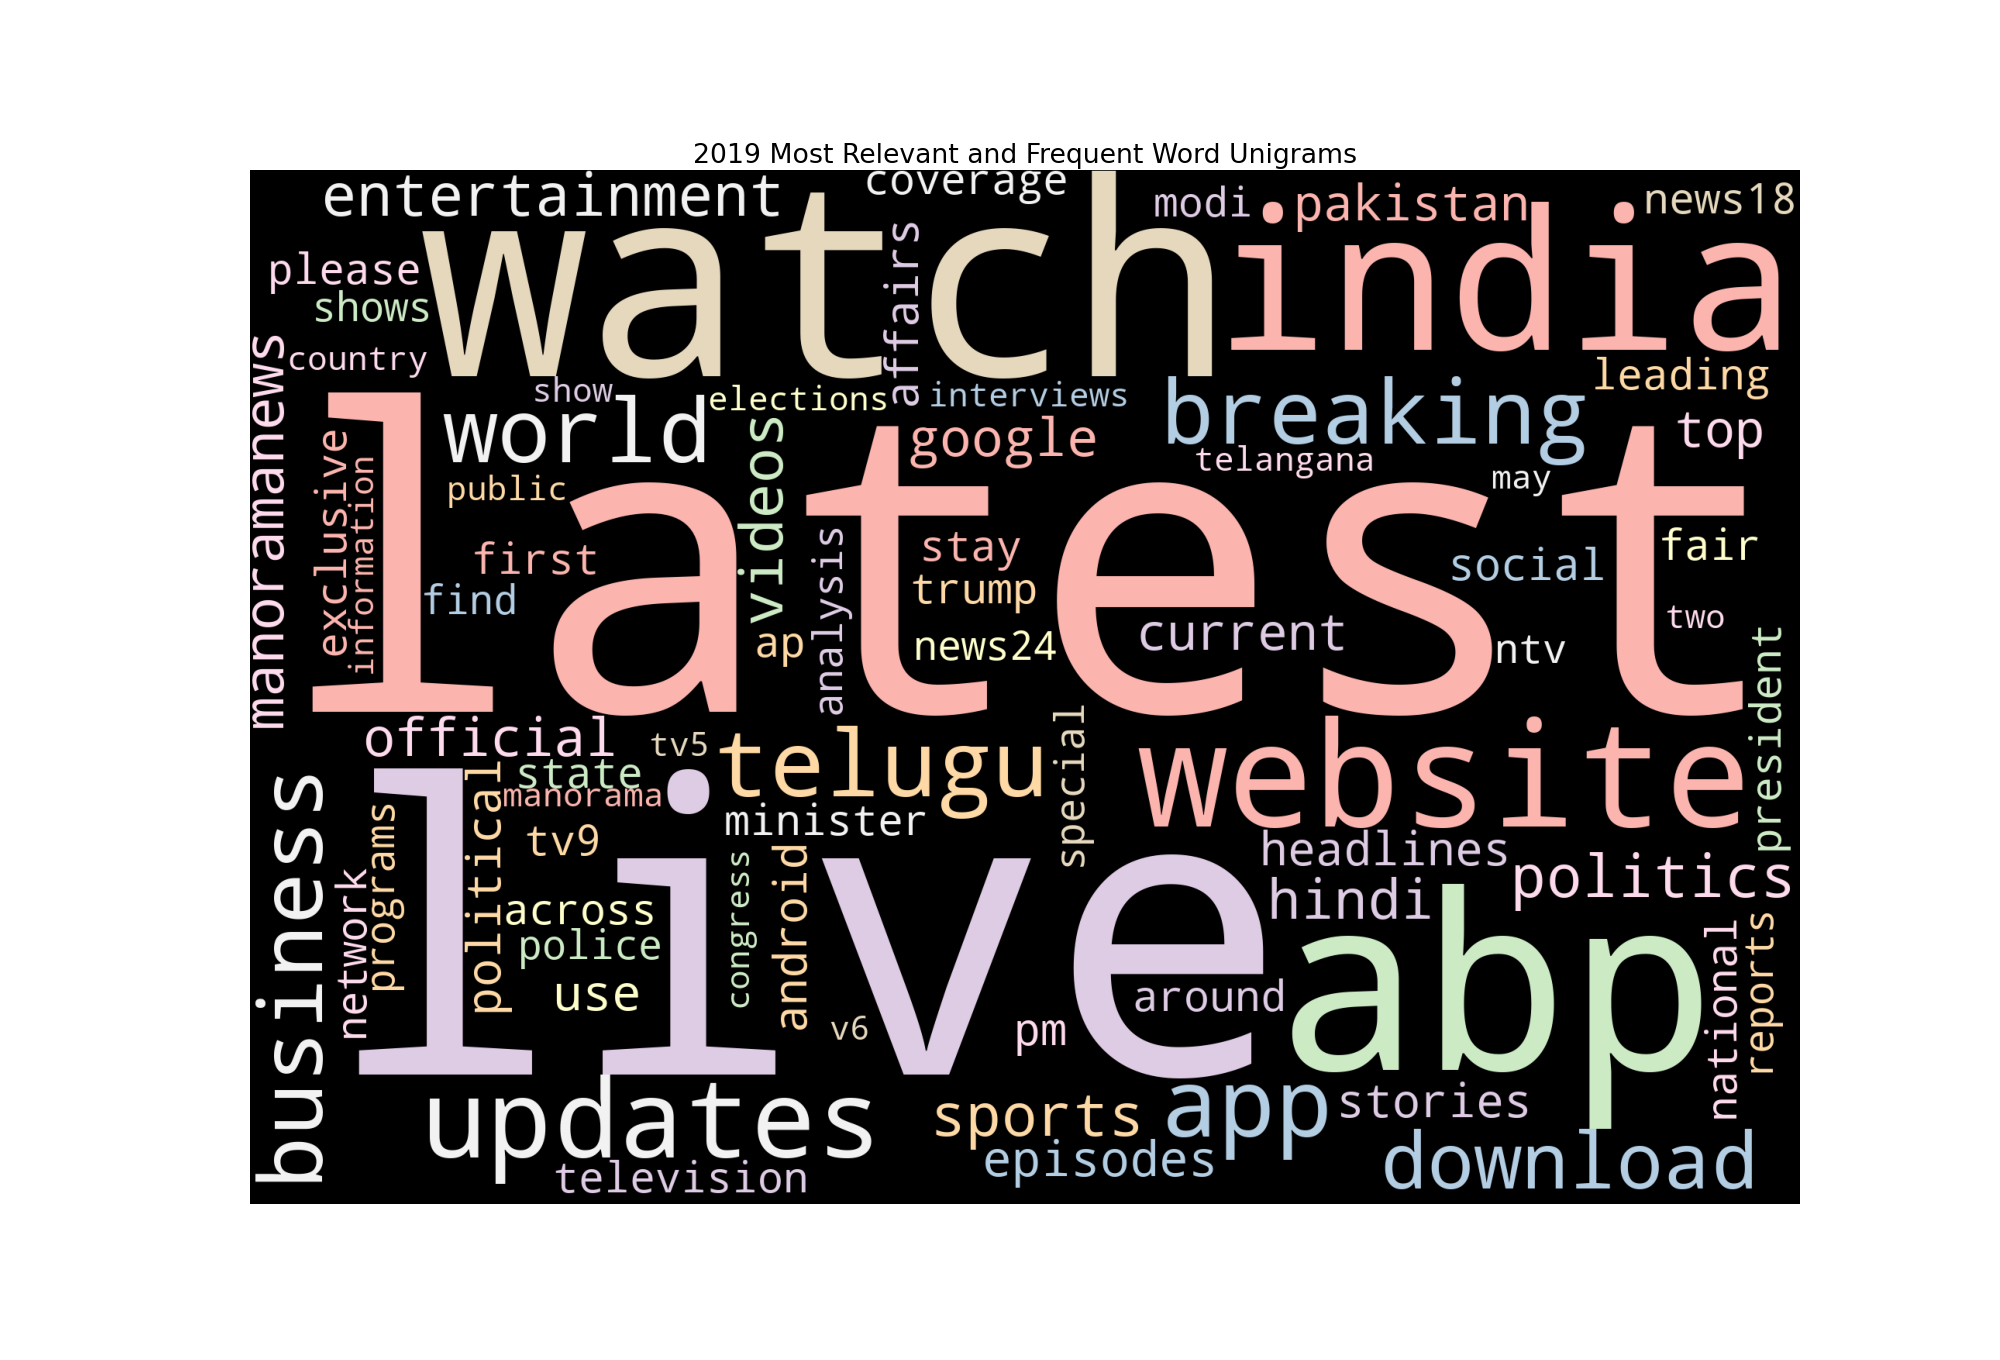 2019 Most Relevant and Frequent Word Unigrams
entertainment
coverage
modi
pakistan
news18
watch
india
affairs
please
shows
country
manoramanews
show
elections
interviews
leading
world
breaking
google
top
telangana
videos
latest
exclusive
information
public
may
first
find
analysis
stay
trump
social
fair
ap
news24
current
ntv
two
president
official
tv5
telugu
special
website
state
manorama
political
minister
live
tv9
headlines
hindi
politics
business
programs
network
across
police
use
congress
android
v6
pm
around
abp
national
reports
updates
sports
app
stories
television
episodes
download